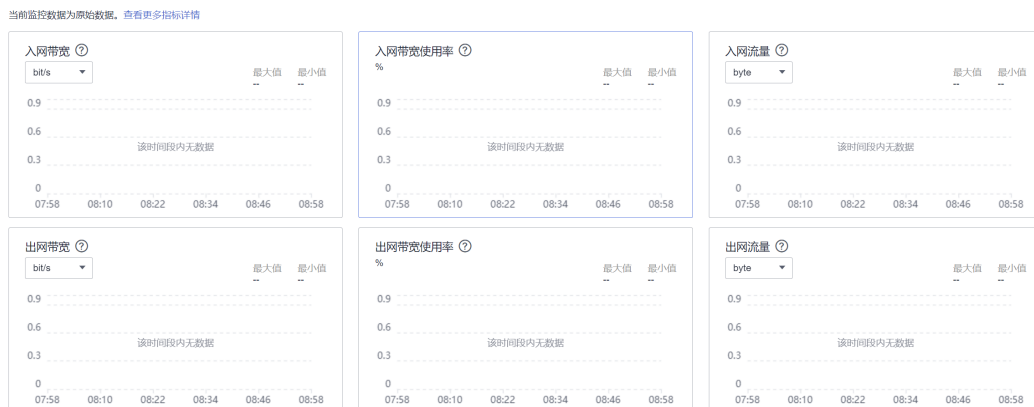 当前监控数据为原始数据。查看更多指标详情
入网带宽 ?
bit/s
最大值 最小值
-- --
0.9
0.6
该时间段内无数据
0.3
0
07:58 08:10 08:22 08:34 08:46 08:58
入网带宽使用率 ?
%
最大值 最小值
-- --
0.9
0.6
该时间段内无数据
0.3
0
07:58 08:10 08:22 08:34 08:46 08:58
入网流量 ?
byte
最大值 最小值
-- --
0.9
0.6
该时间段内无数据
0.3
0
07:58 08:10 08:22 08:34 08:46 08:58
出网带宽 ?
bit/s
最大值 最小值
-- --
0.9
0.6
该时间段内无数据
0.3
0
07:58 08:10 08:22 08:34 08:46 08:58
出网带宽使用率 ?
%
最大值 最小值
-- --
0.9
0.6
该时间段内无数据
0.3
0
07:58 08:10 08:22 08:34 08:46 08:58
出网流量 ?
byte
最大值 最小值
-- --
0.9
0.6
该时间段内无数据
0.3
0
07:58 08:10 08:22 08:34 08:46 08:58